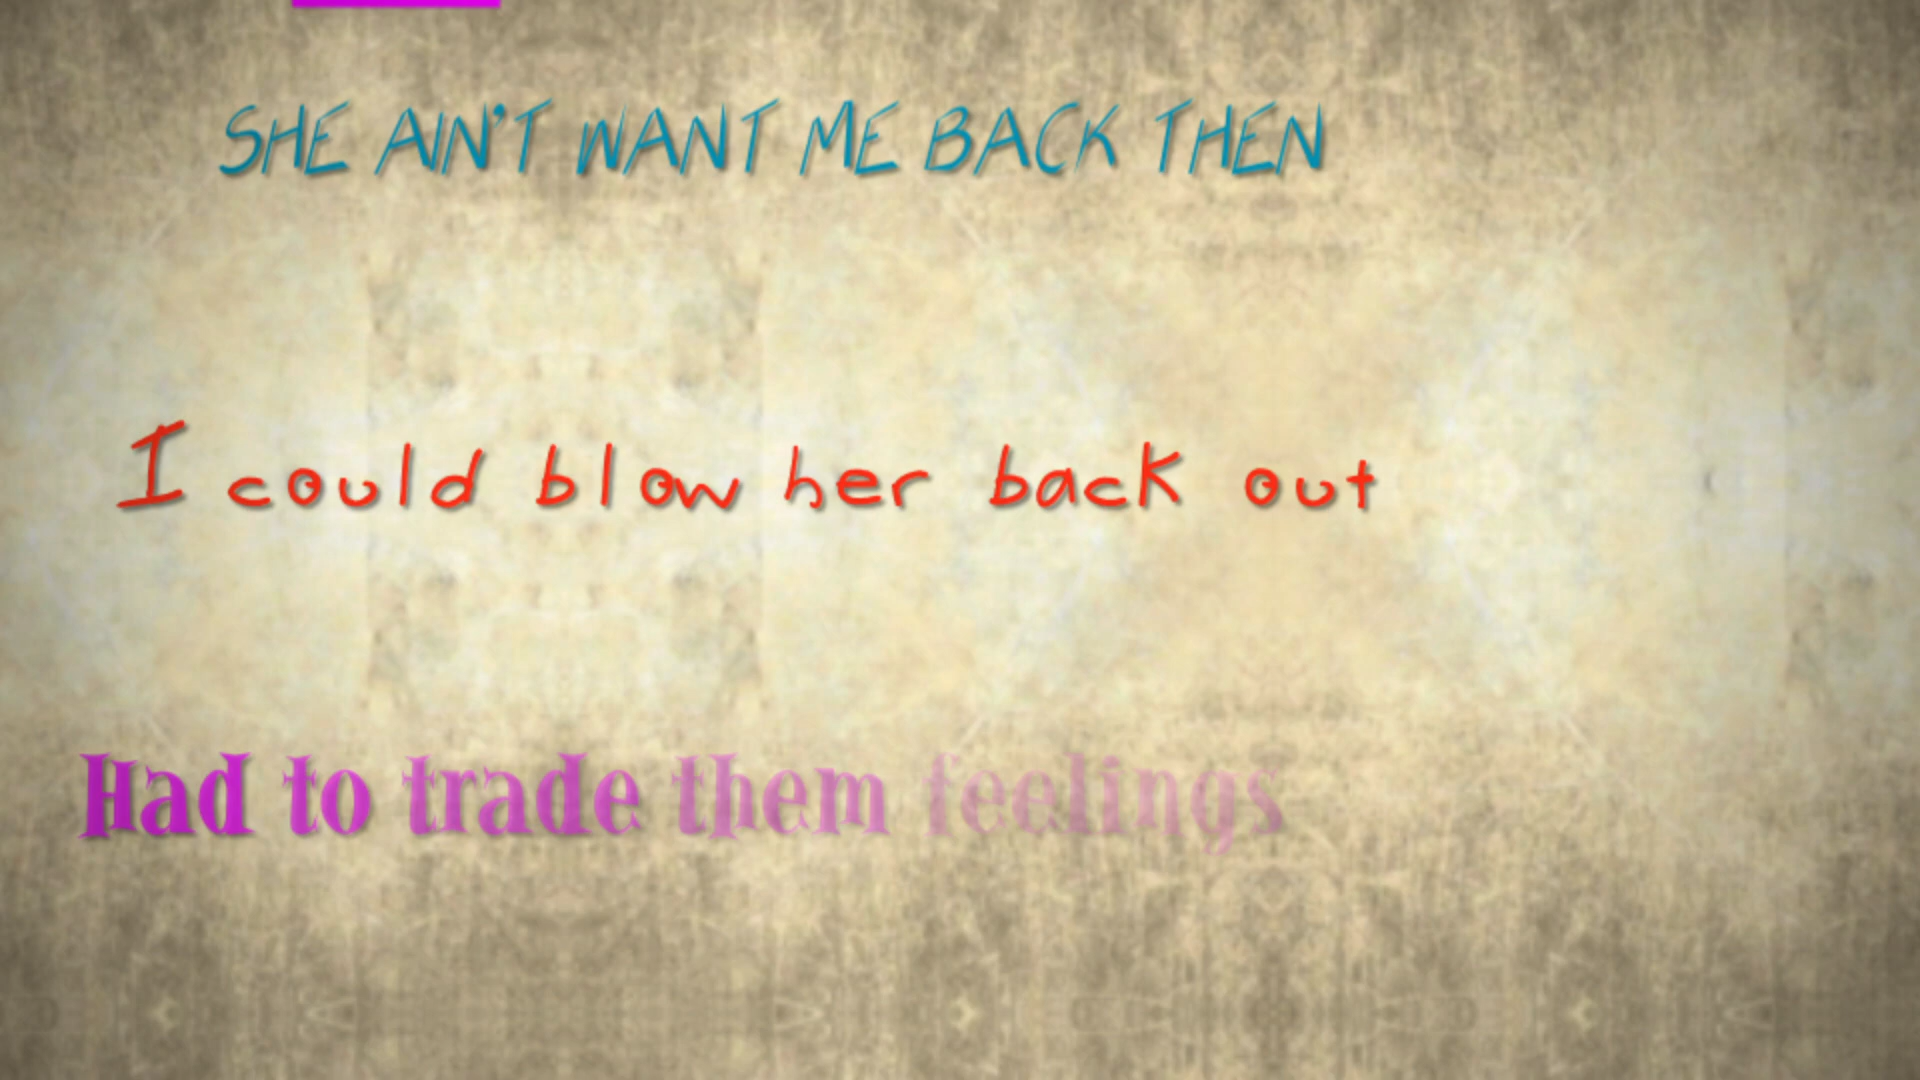 SHE AIN'T WANT ME BACK THEN
I could blow her back out
Had to trade them feelings